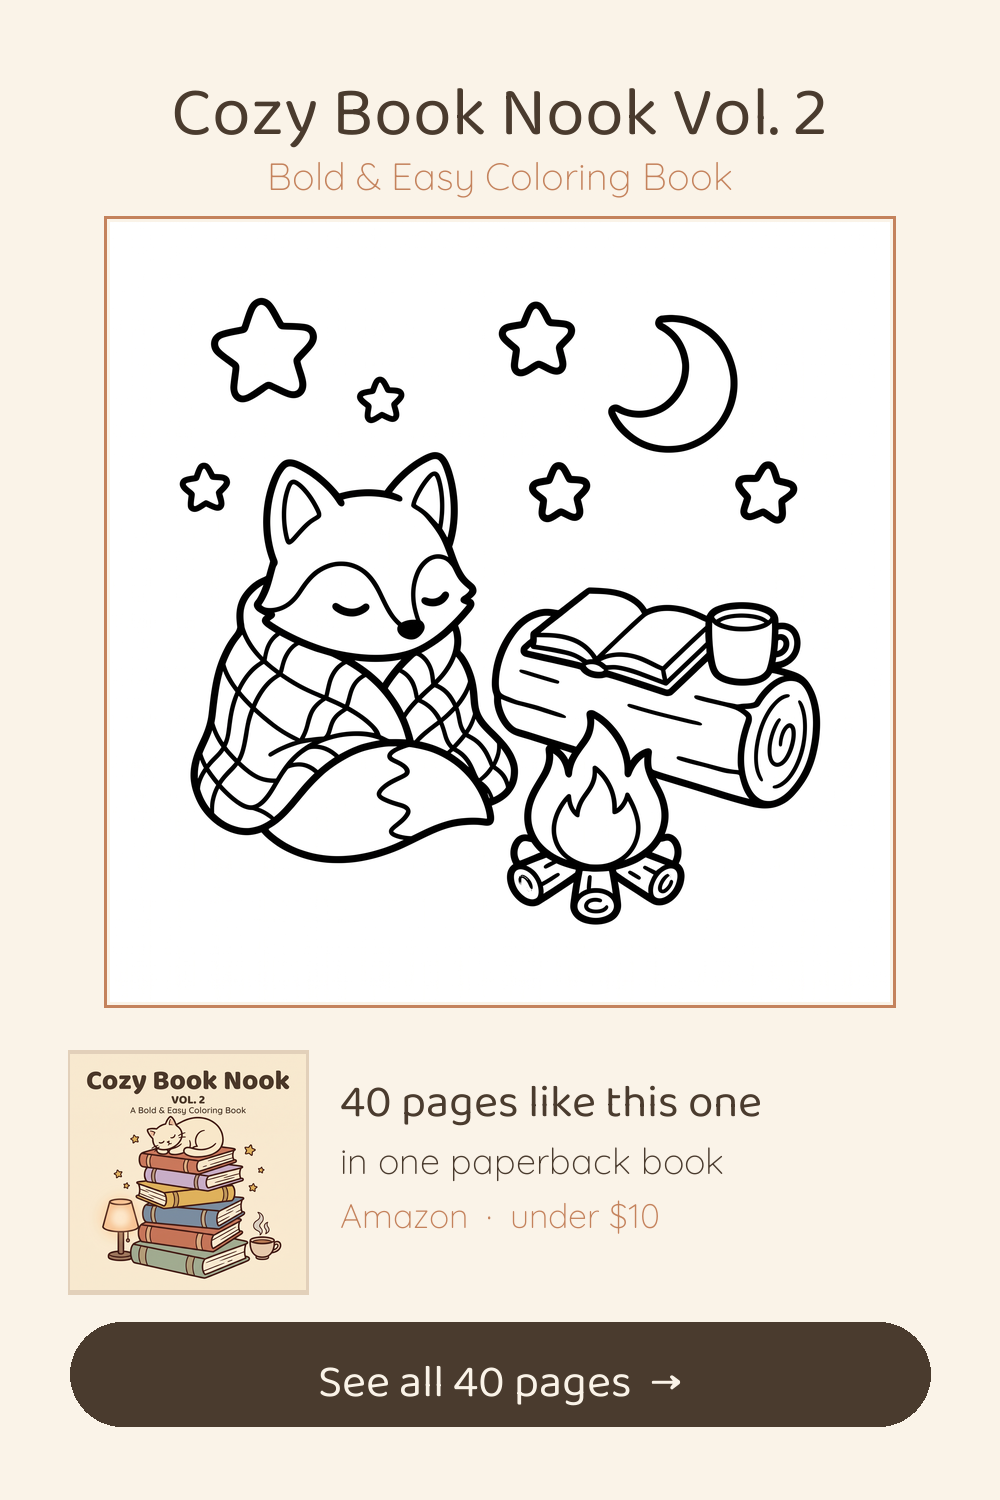 Cozy Book Nook Vol. 2
Bold & Easy Coloring Book
Cozy Book Nook
VOL. 2
A Bold & Easy Coloring Book
40 pages like this one
in one paperback book
Amazon · under $10
See all 40 pages →